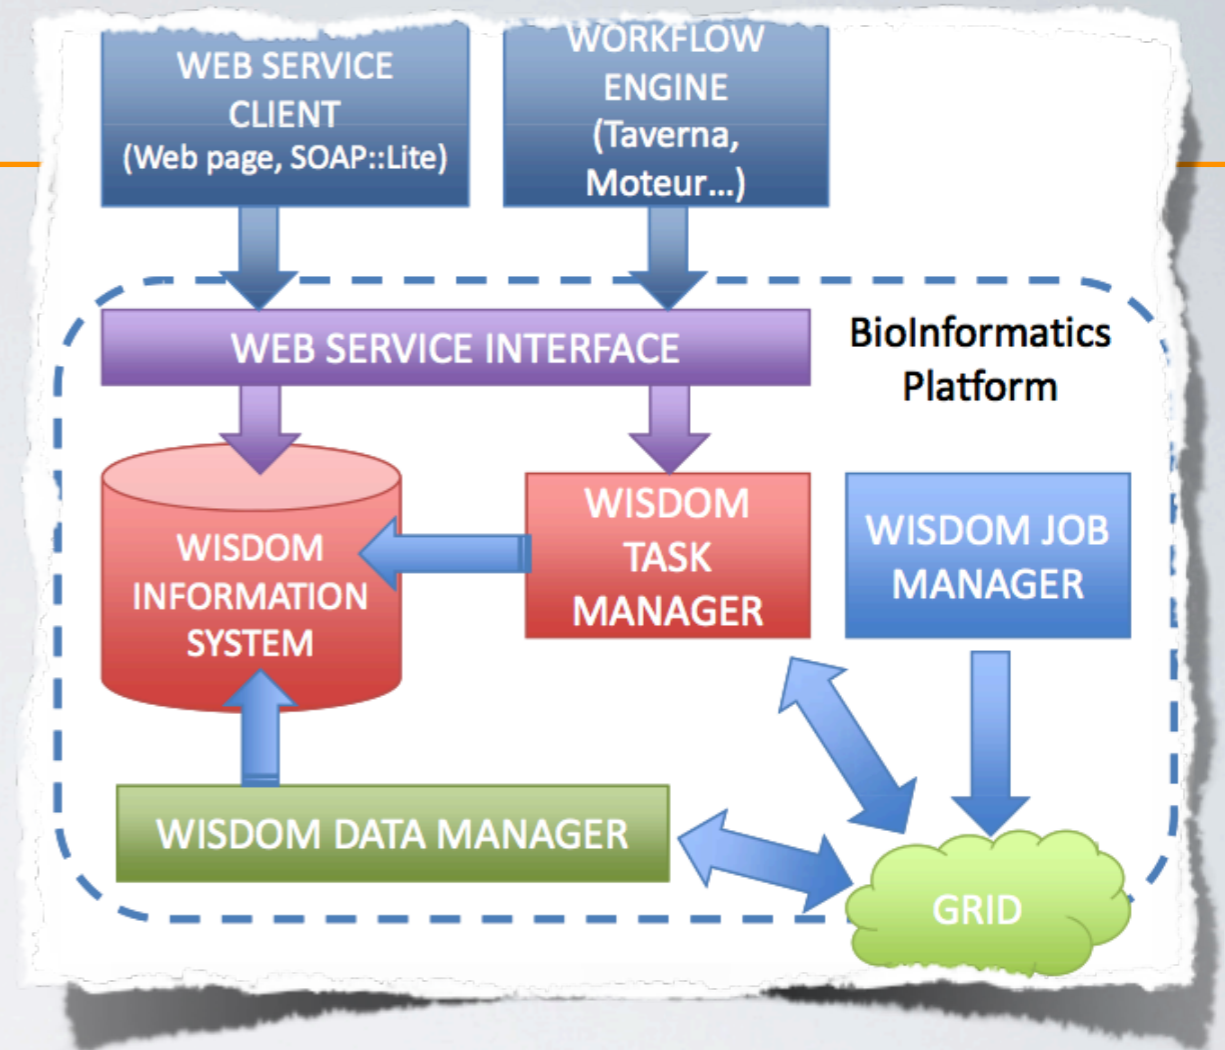 WEB SERVICE
CLIENT
(Web page, SOAP::Lite)
WORKFLOW
ENGINE
(Taverna,
Moteur...)
WEB SERVICE INTERFACE
BioInformatics
Platform
WISDOM
INFORMATION
SYSTEM
WISDOM
TASK
MANAGER
WISDOM JOB
MANAGER
WISDOM DATA MANAGER
GRID